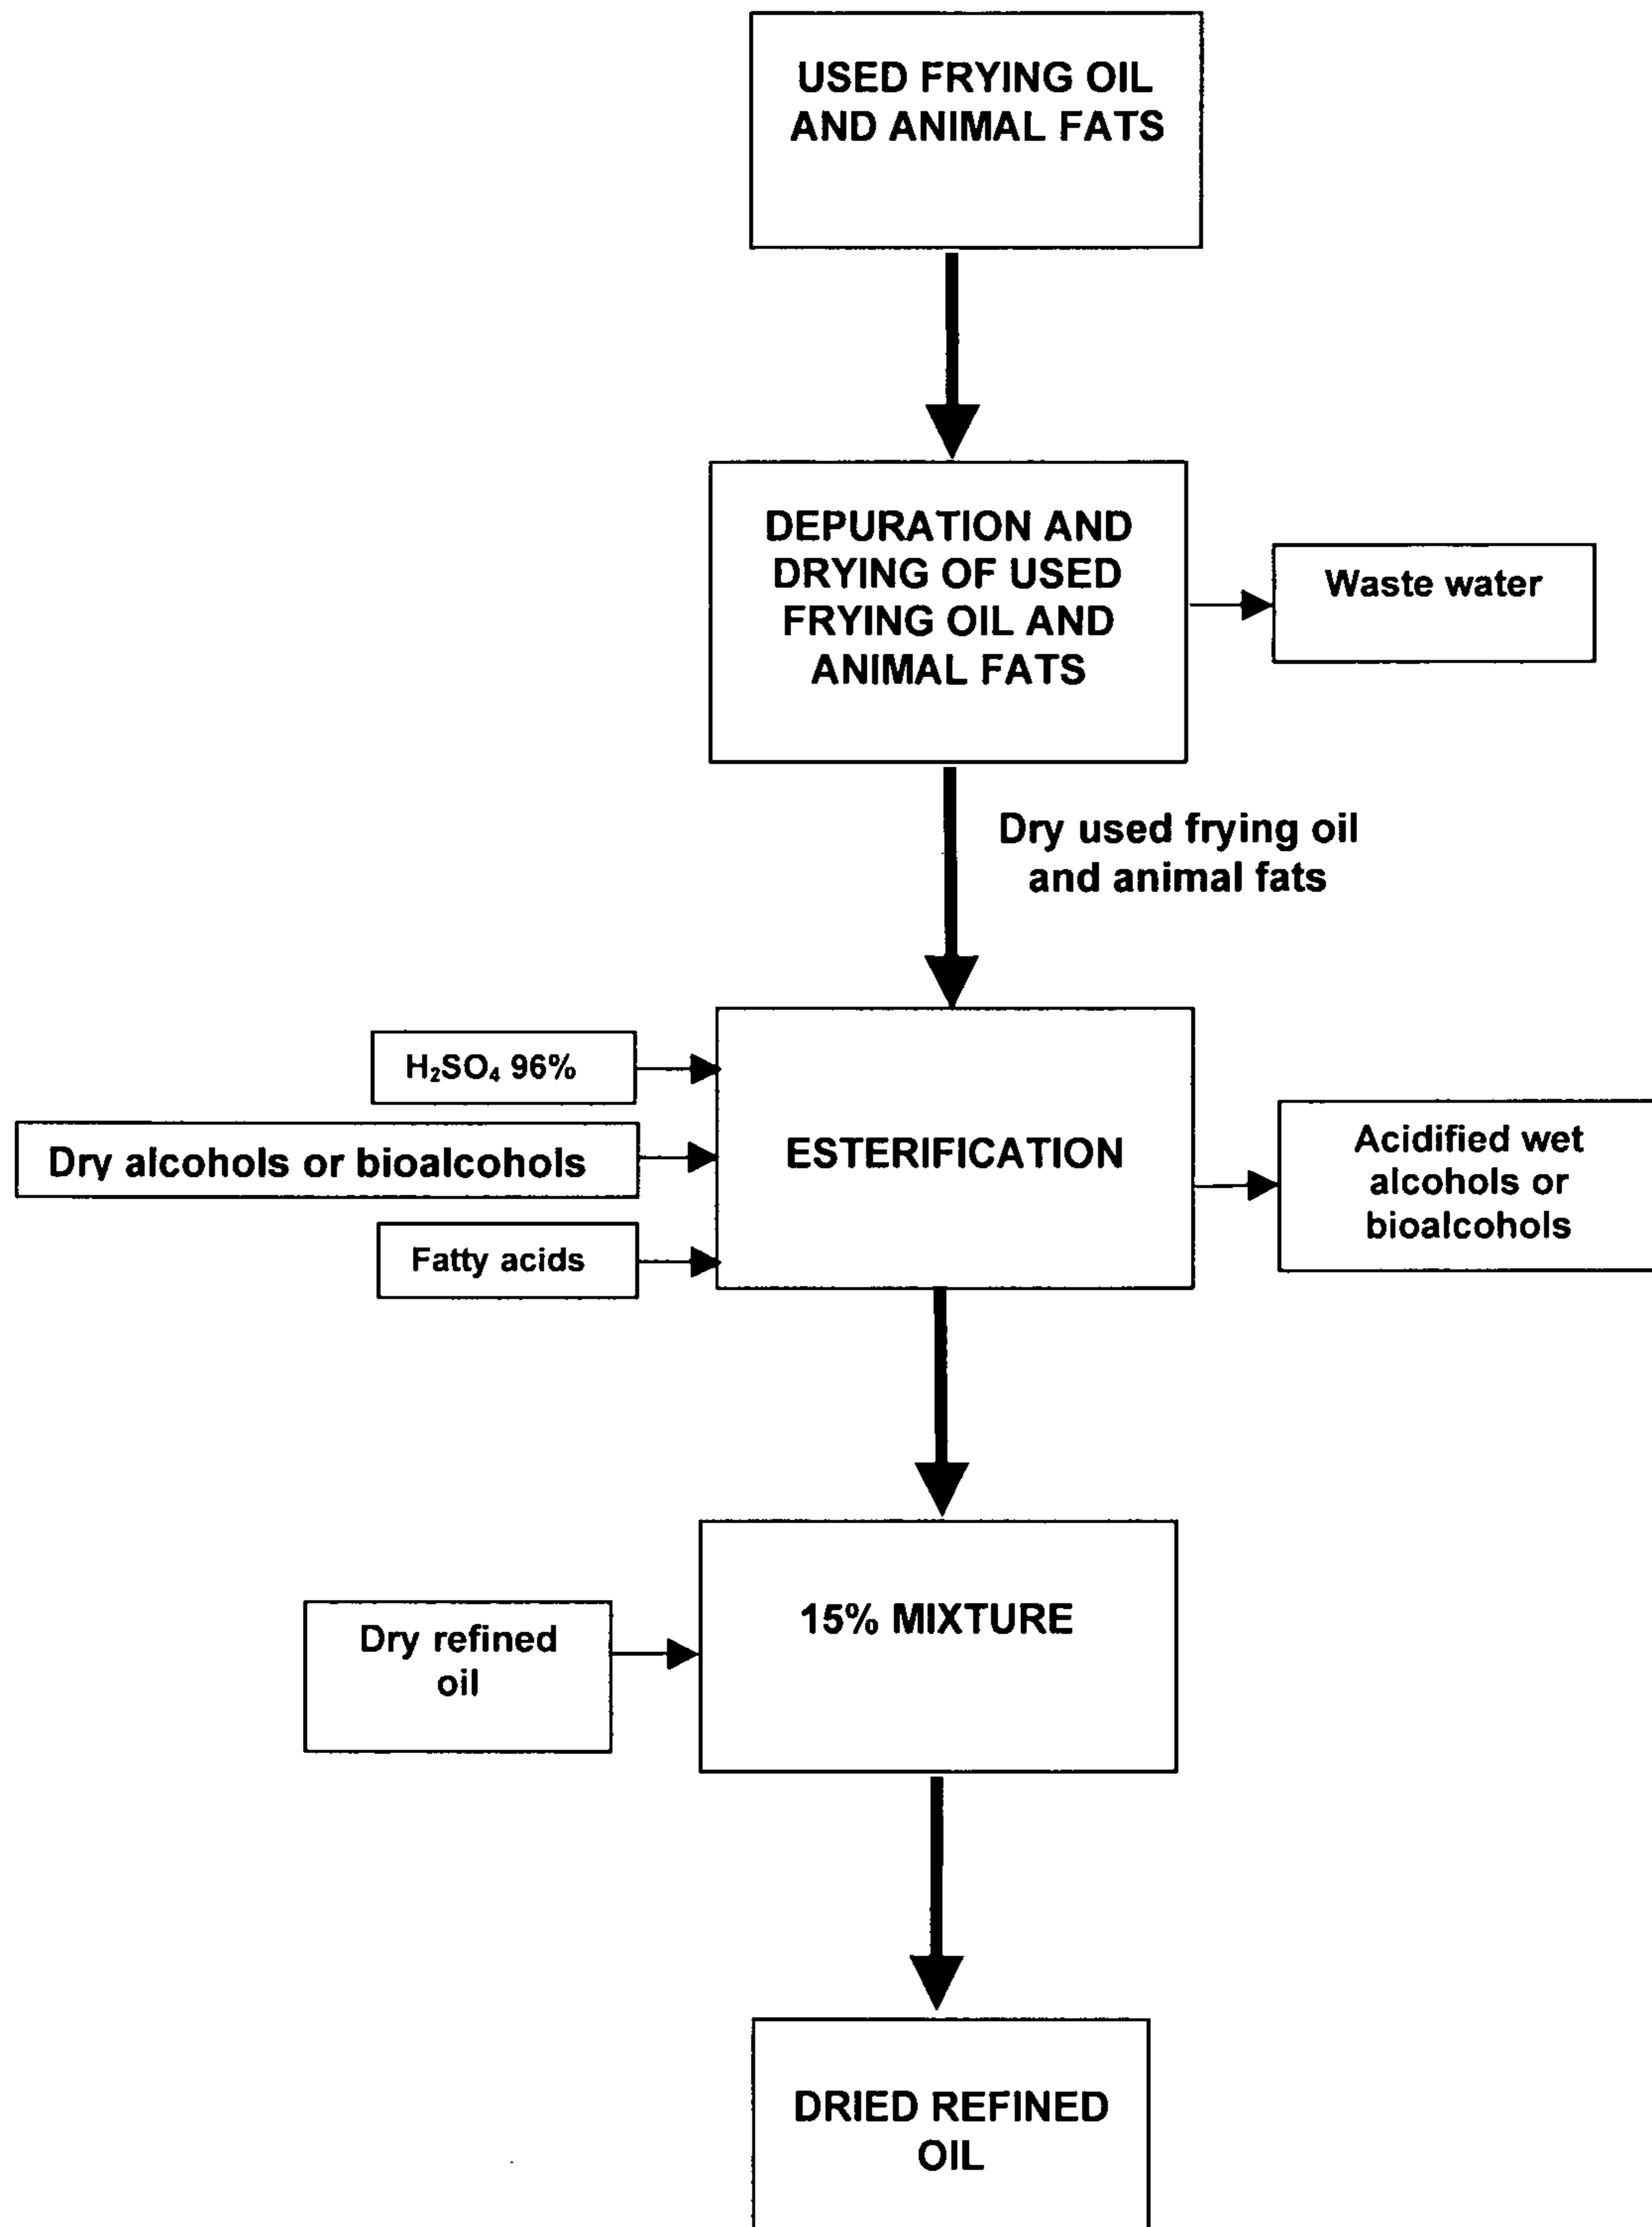 USED FRYING OIL
AND ANIMAL FATS
DEPURATION AND
DRYING OF USED
FRYING OIL AND
ANIMAL FATS
Waste water
Dry used frying oil
and animal fats
H₂SO₄ 96%
Dry alcohols or bioalcohols
Fatty acids
ESTERIFICATION
Acidified wet
alcohols or
bioalcohols
Dry refined
oil
15% MIXTURE
DRIED REFINED
OIL